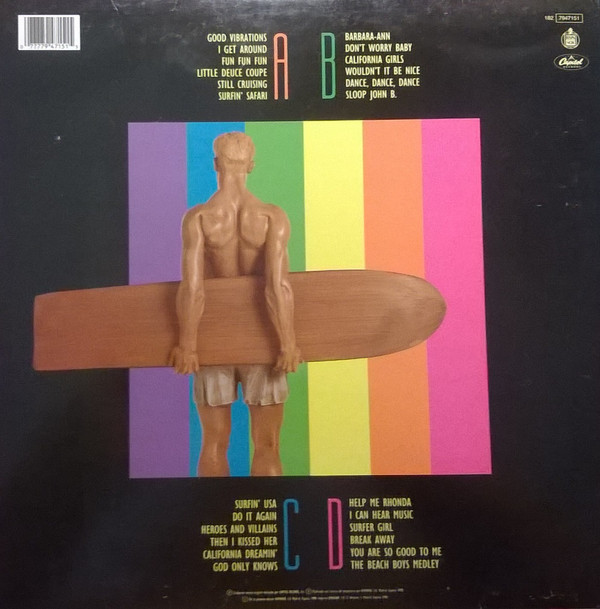 182 7947151
Capitol
GOOD VIBRATIONS
I GET AROUND
FUN FUN FUN
LITTLE DEUCE COUPE
STILL CRUISING
SURFIN' SAFARI
A
B
BARBARA-ANN
DON'T WORRY BABY
CALIFORNIA GIRLS
WOULDN'T IT BE NICE
DANCE, DANCE, DANCE
SLOOP JOHN B.
SURFIN' USA
DO IT AGAIN
HEROES AND VILLAINS
THEN I KISSED HER
CALIFORNIA DREAMIN'
GOD ONLY KNOWS
C
D
HELP ME RHONDA
I CAN HEAR MUSIC
SURFER GIRL
BREAK AWAY
YOU ARE SO GOOD TO ME
THE BEACH BOYS MEDLEY